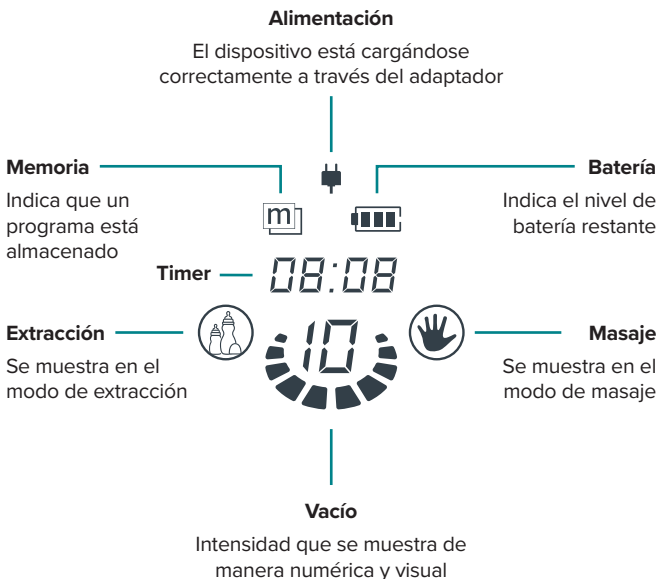 Alimentación
El dispositivo está cargándose
correctamente a través del adaptador
Memoria
Indica que un
programa está
almacenado
Batería
Indica el nivel de
batería restante
m
Timer
08:08
Extracción
Se muestra en el
modo de extracción
10
Masaje
Se muestra en el
modo de masaje
Vacío
Intensidad que se muestra de
manera numérica y visual